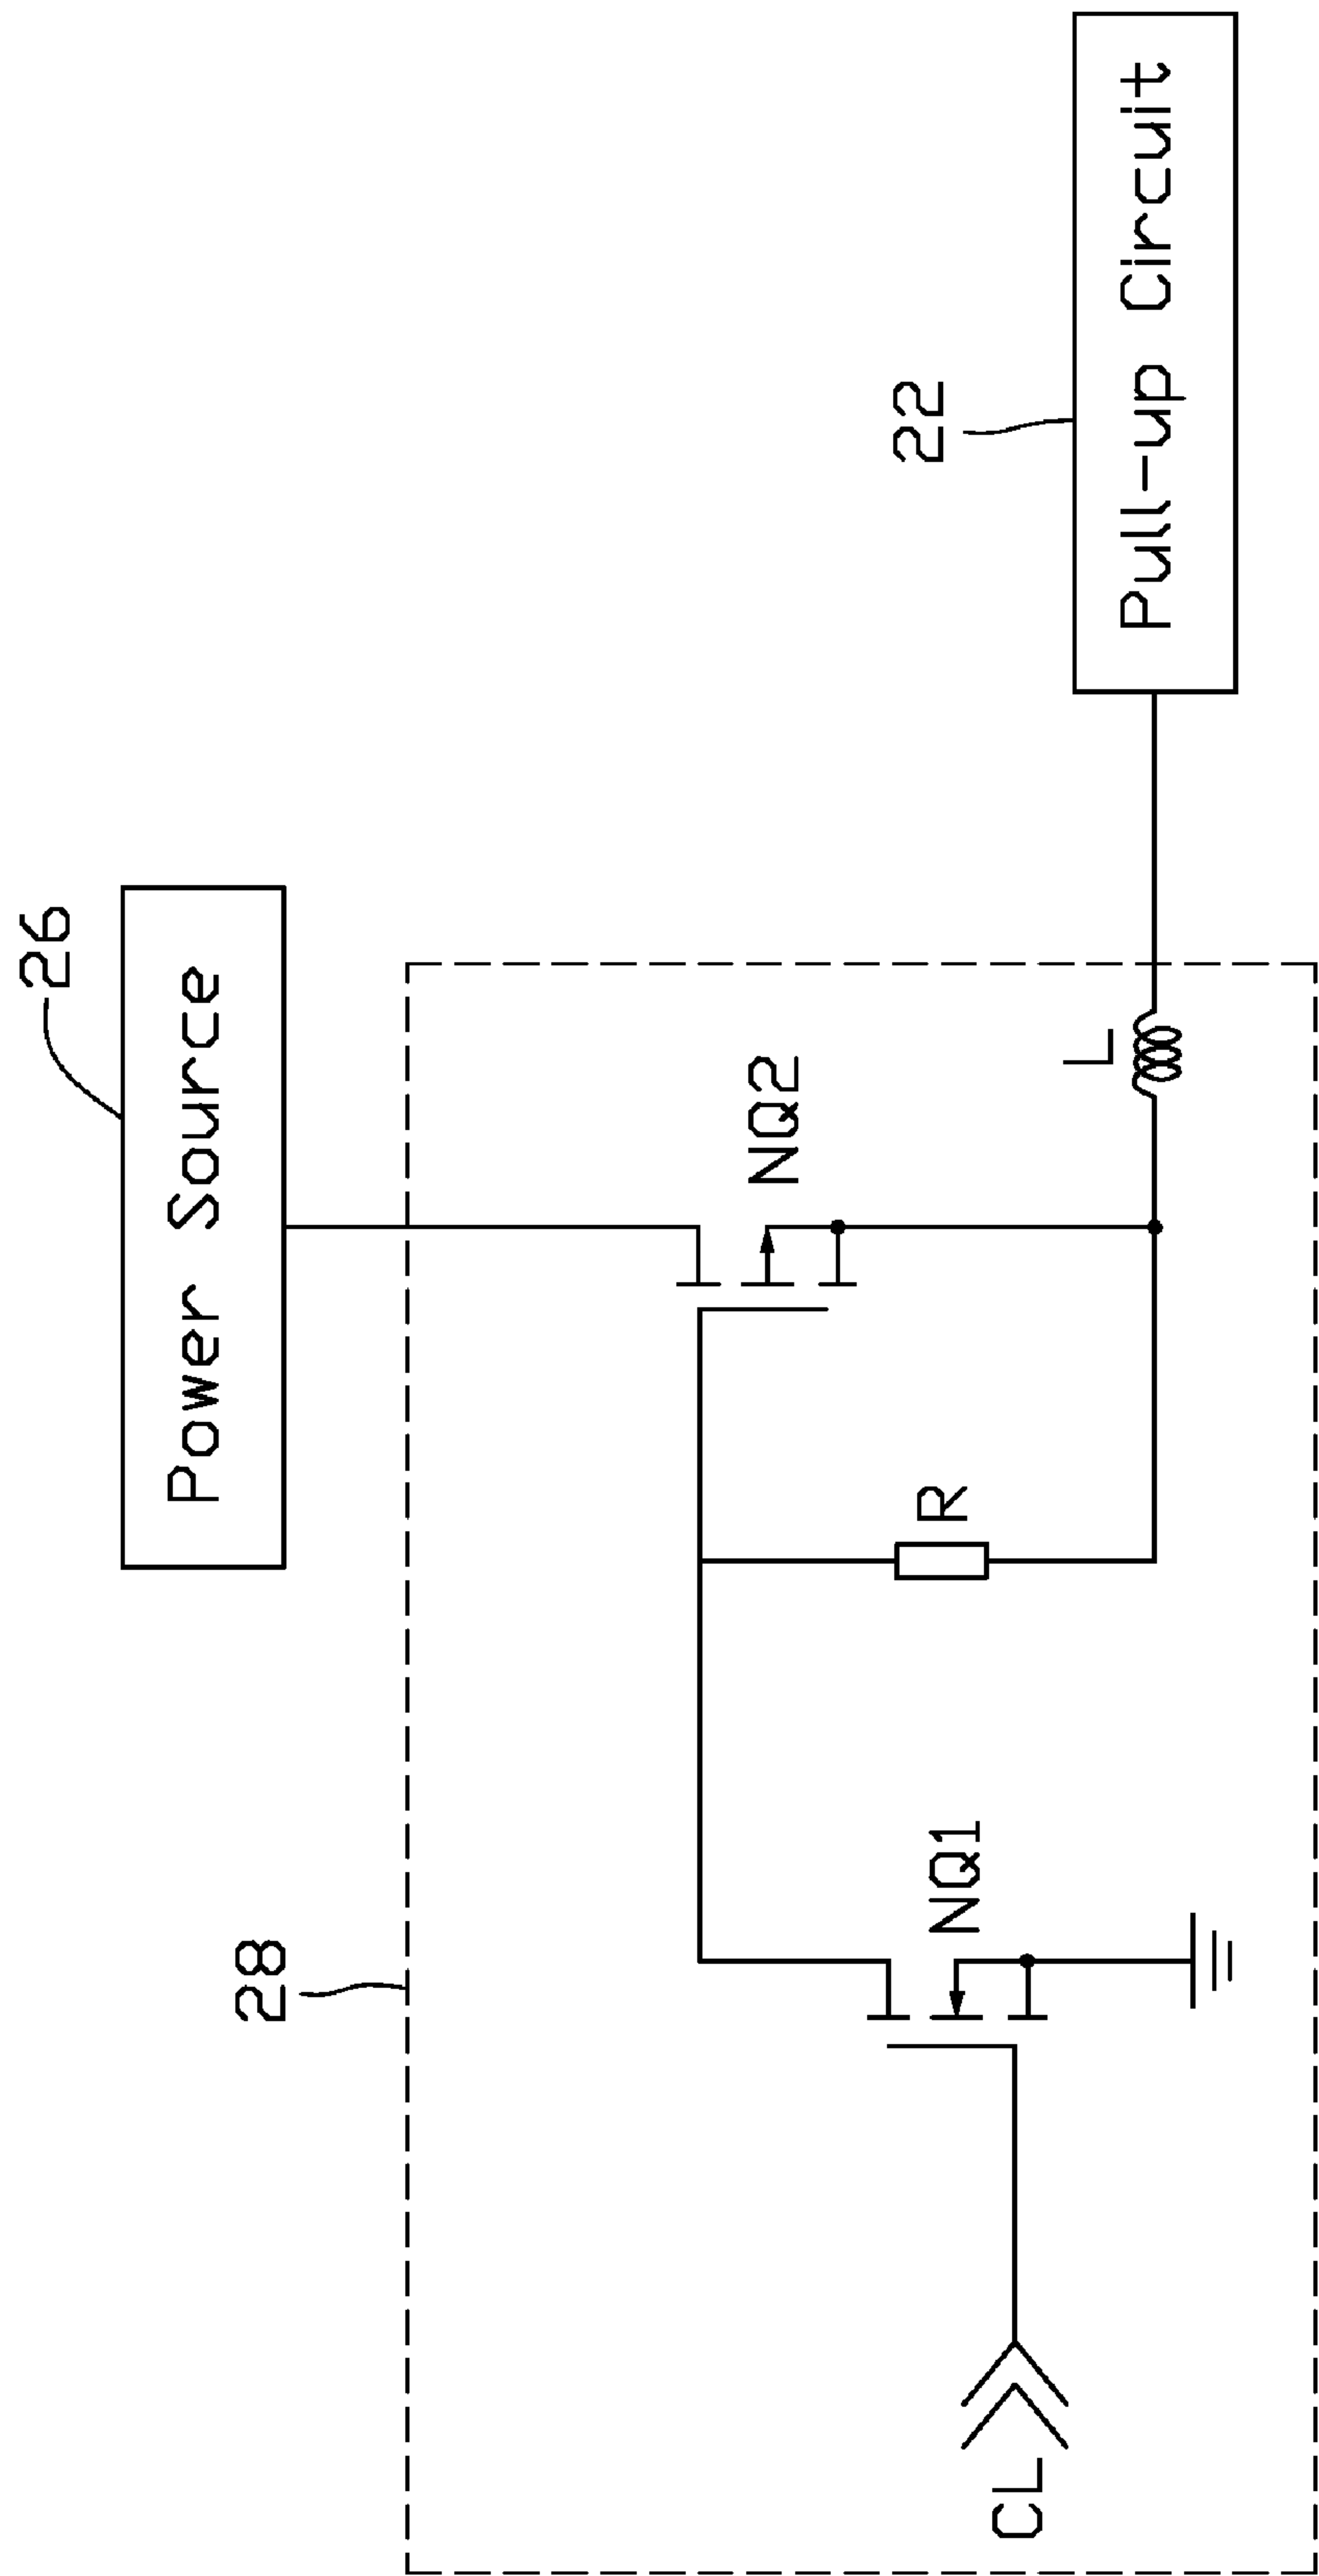 26
Power Source
28
NQ2
22
R
NQ1
L
Pull-up Circuit
CL